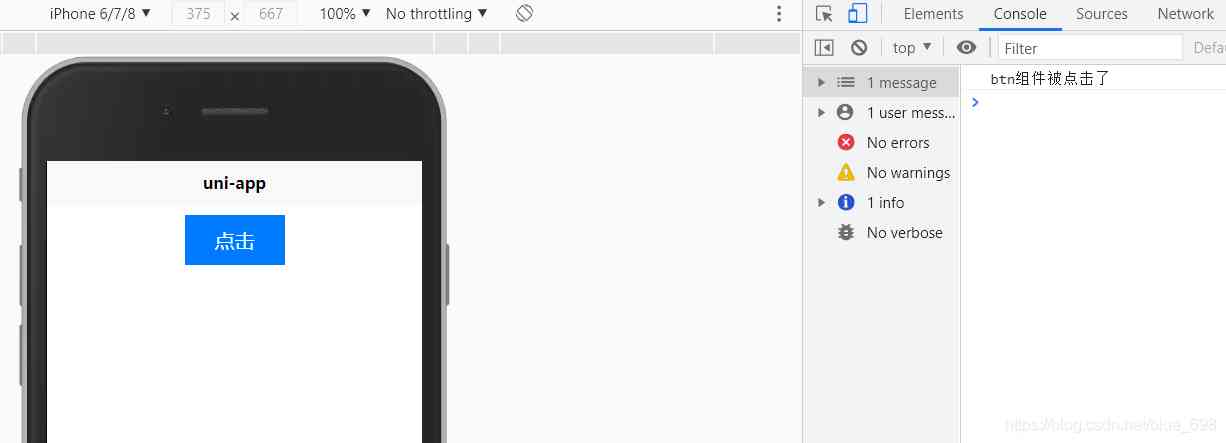 iPhone 6/7/8 ▼ 375 × 667 100% ▼ No throttling ▼
Elements Console Sources Network
top ▼ Filter Defau
1 message
1 user mess...
No errors
No warnings
1 info
No verbose
btn组件被点击了
uni-app
点击
https://blog.csdn.net/blue_698